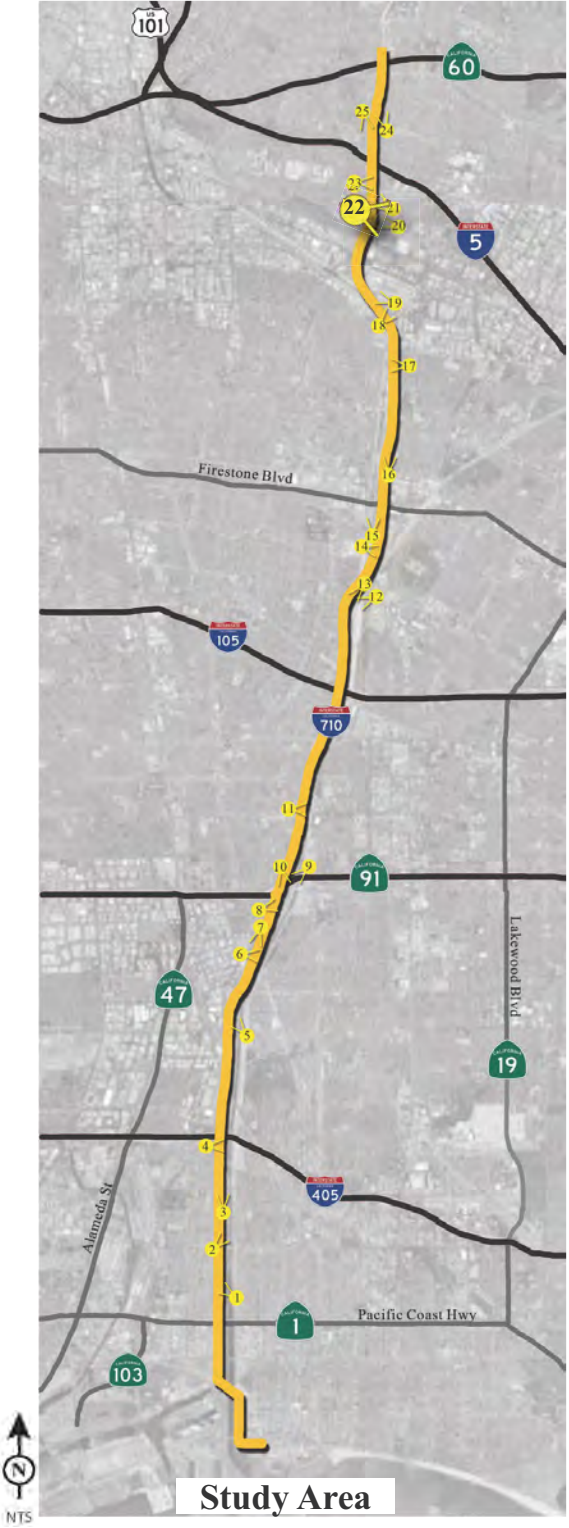 US
101
CALIFORNIA
60
25
24
23
22
21
20
INTERSTATE
5
19
18
17
Firestone Blvd
16
15
14
13
12
INTERSTATE
105
INTERSTATE
710
11
10
9
CALIFORNIA
91
8
7
6
CALIFORNIA
47
Lakewood Blvd
5
CALIFORNIA
19
4
INTERSTATE
405
Alameda St
3
2
1
Pacific Coast Hwy
CALIFORNIA
1
CALIFORNIA
103
N
NTS
Study Area